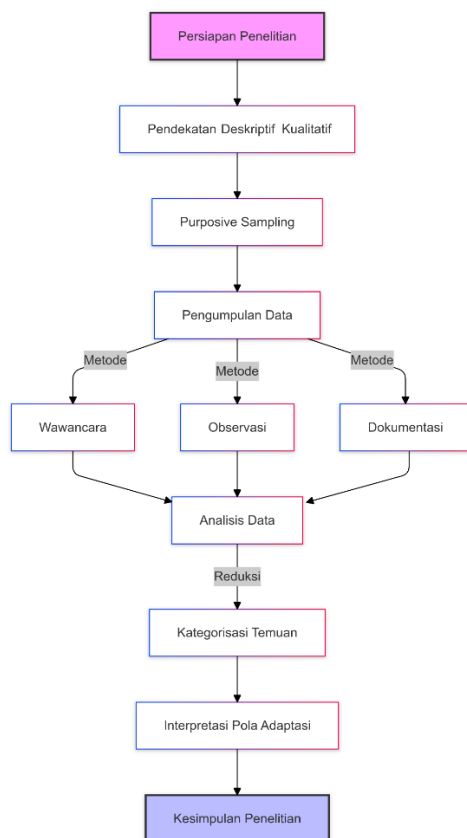 Persiapan Penelitian
Pendekatan Deskriptif Kualitatif
Purposive Sampling
Pengumpulan Data
Metode
Metode
Metode
Wawancara
Observasi
Dokumentasi
Analisis Data
Reduksi
Kategorisasi Temuan
Interpretasi Pola Adaptasi
Kesimpulan Penelitian